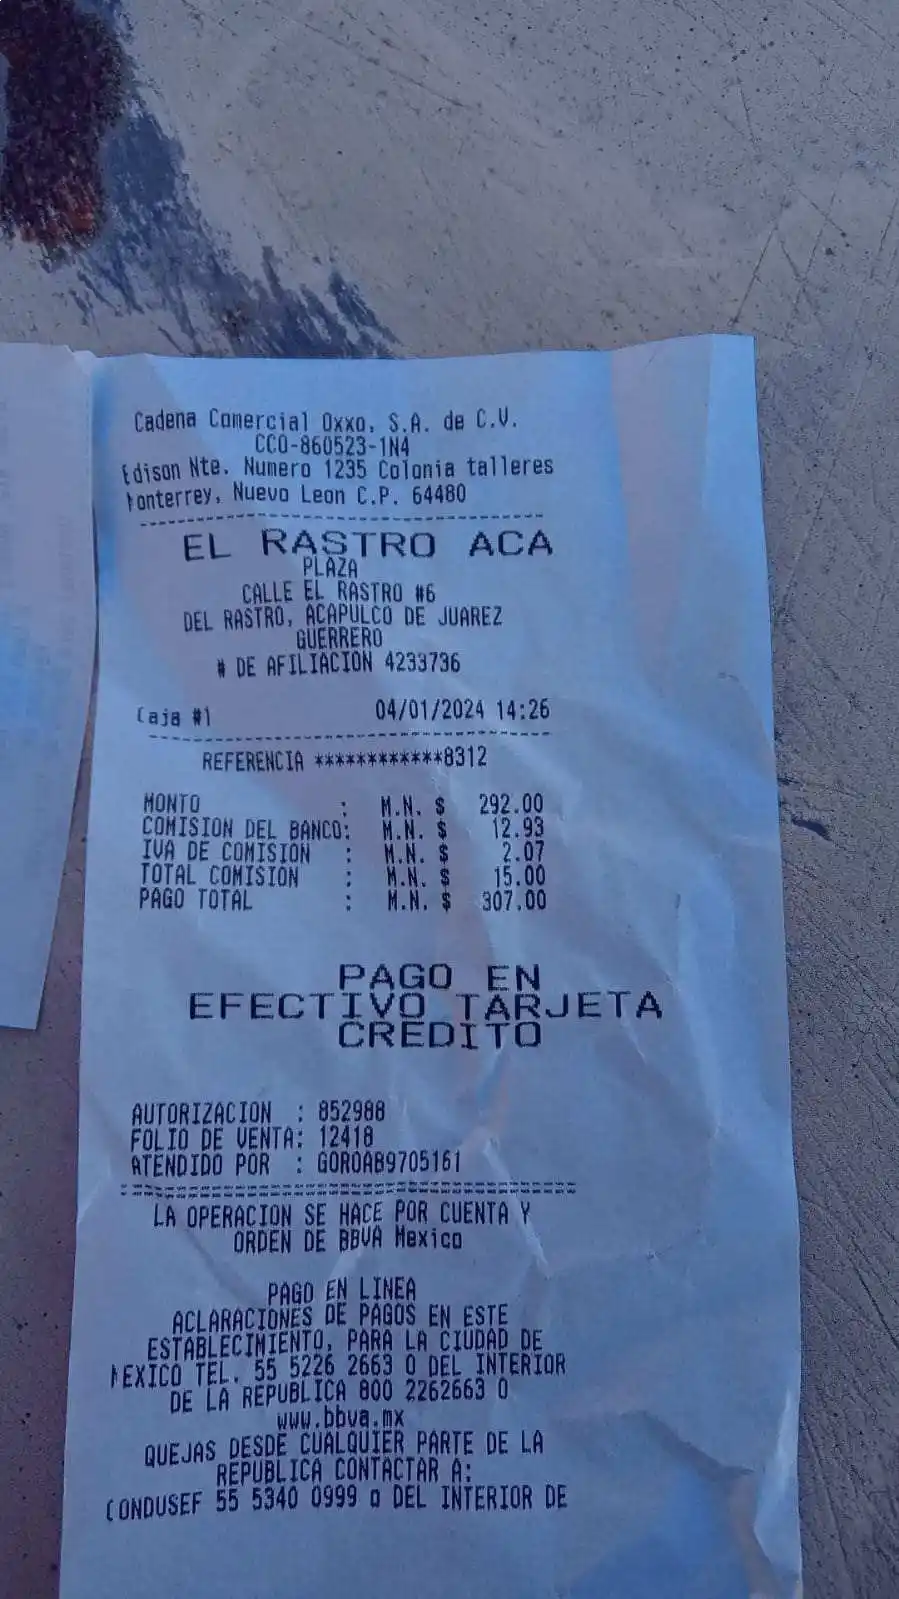 Cadena Comercial Oxxo, S.A. de C.V.
CCO-860523-1N4
Edison Nte. Numero 1235 Colonia talleres
Monterrey, Nuevo Leon C.P. 64480
EL RASTRO ACA
PLAZA
CALLE EL RASTRO #6
DEL RASTRO, ACAPULCO DE JUAREZ
GUERRERO
# DE AFILIACION 4233736
Caja #1 04/01/2024 14:26
REFERENCIA ************8312
MONTO : M.N. $ 292.00
COMISION DEL BANCO: M.N. $ 12.93
IVA DE COMISION : M.N. $ 2.07
TOTAL COMISION : M.N. $ 15.00
PAGO TOTAL : M.N. $ 307.00
PAGO EN
EFECTIVO TARJETA
CREDITO
AUTORIZACION : 852988
FOLIO DE VENTA: 12418
ATENDIDO POR : GOROAB9705161
LA OPERACION SE HACE POR CUENTA Y
ORDEN DE BBVA Mexico
PAGO EN LINEA
ACLARACIONES DE PAGOS EN ESTE
ESTABLECIMIENTO, PARA LA CIUDAD DE
MEXICO TEL. 55 5226 2663 O DEL INTERIOR
DE LA REPUBLICA 800 2262663 O
www.bbva.mx
QUEJAS DESDE CUALQUIER PARTE DE LA
REPUBLICA CONTACTAR A:
CONDUSEF 55 5340 0999 o DEL INTERIOR DE